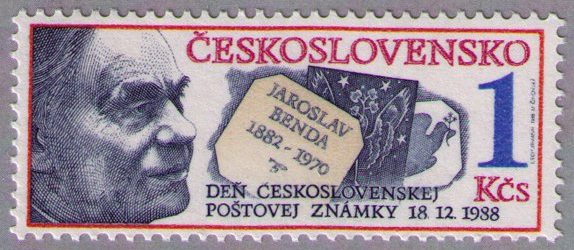 ČESKOSLOVENSKO
1
Kčs
JAROSLAV
BENDA
1882 - 1970
DEŇ ČESKOSLOVENSKEJ
POŠTOVEJ ZNÁMKY 18. 12. 1988